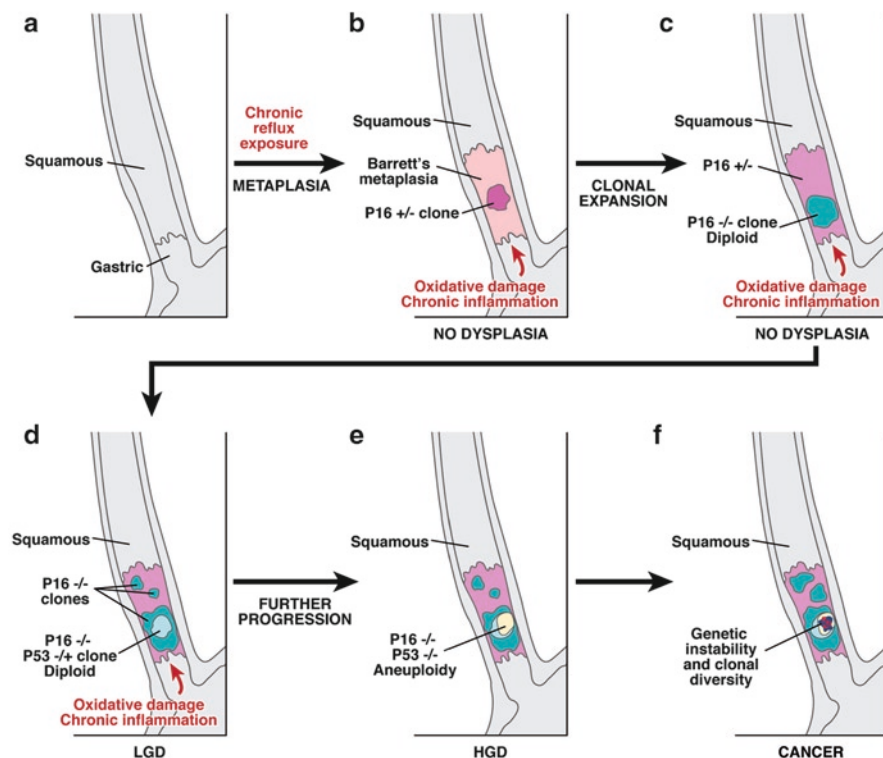 a
Squamous
Gastric
Chronic
reflux
exposure
METAPLASIA
b
Squamous
Barrett's
metaplasia
P16 +/- clone
Oxidative damage
Chronic inflammation
NO DYSPLASIA
CLONAL
EXPANSION
c
Squamous
P16 +/-
P16 -/- clone
Diploid
Oxidative damage
Chronic inflammation
NO DYSPLASIA
d
Squamous
P16 -/-
clones
P16 -/-
P53 -/+ clone
Diploid
Oxidative damage
Chronic inflammation
LGD
FURTHER
PROGRESSION
e
Squamous
P16 -/-
P53 -/-
Aneuploidy
HGD
f
Squamous
Genetic
instability
and clonal
diversity
CANCER